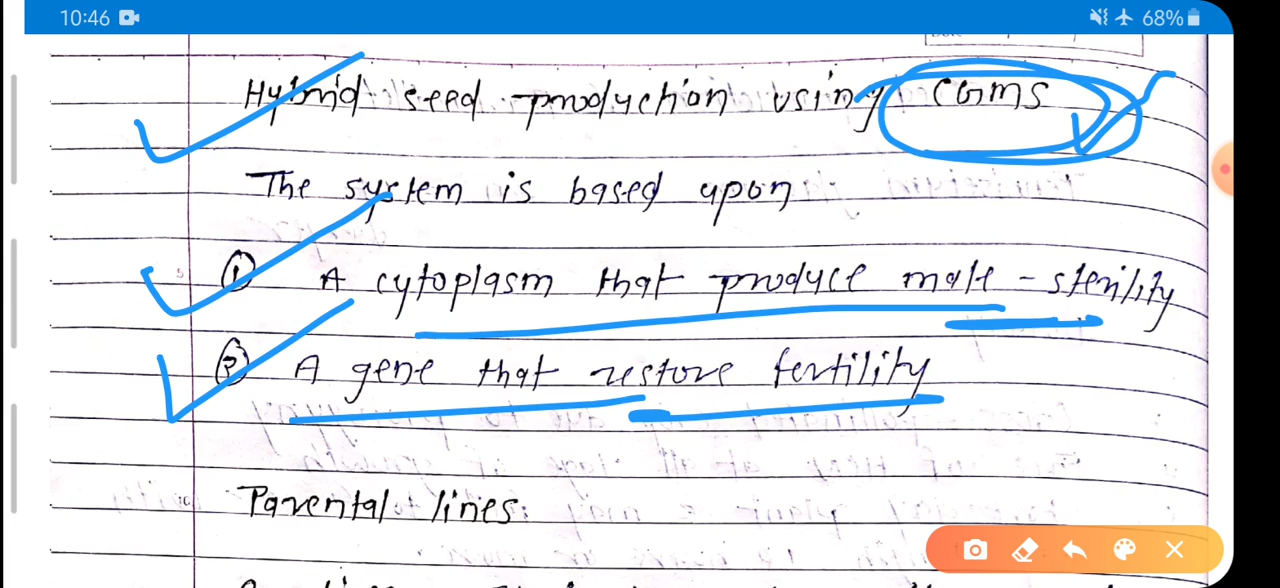 10:46
68%
Hybrid seed production using CGMS
The system is based upon
① A cytoplasm that produce male - sterility
② A gene that restore fertility
Parental lines: